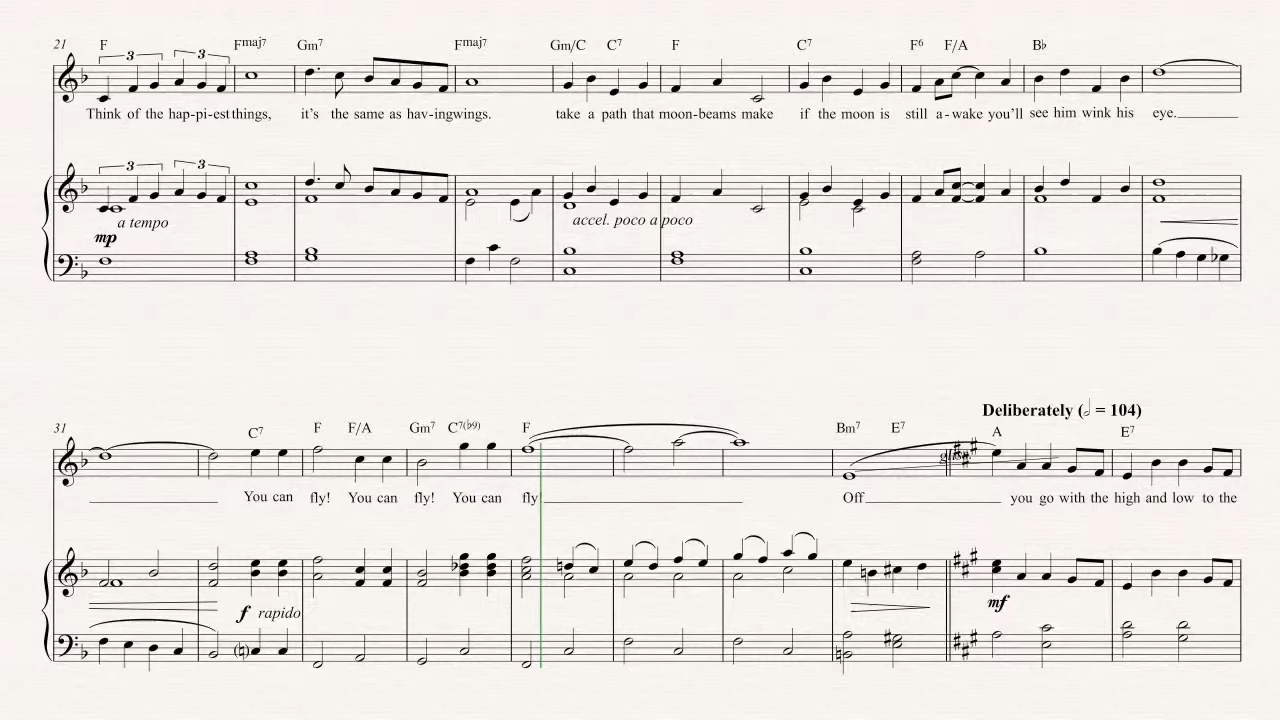 21 F Fmaj7 Gm7 Fmaj7 Gm/C C7 F C7 F6 F/A B♭
3 3
Think of the hap-pi-est things, it's the same as hav-ing wings. take a path that moon-beams make if the moon is still a-wake you'll see him wink his eye.
3 3
a tempo accel. poco a poco
mp
Deliberately (𝅗𝅥 = 104)
31 C7 F F/A Gm7 C7(b9) F Bm7 E7 A E7
gliss.
You can fly! You can fly! You can fly! Off you go with the high and low to the
f rapido mf